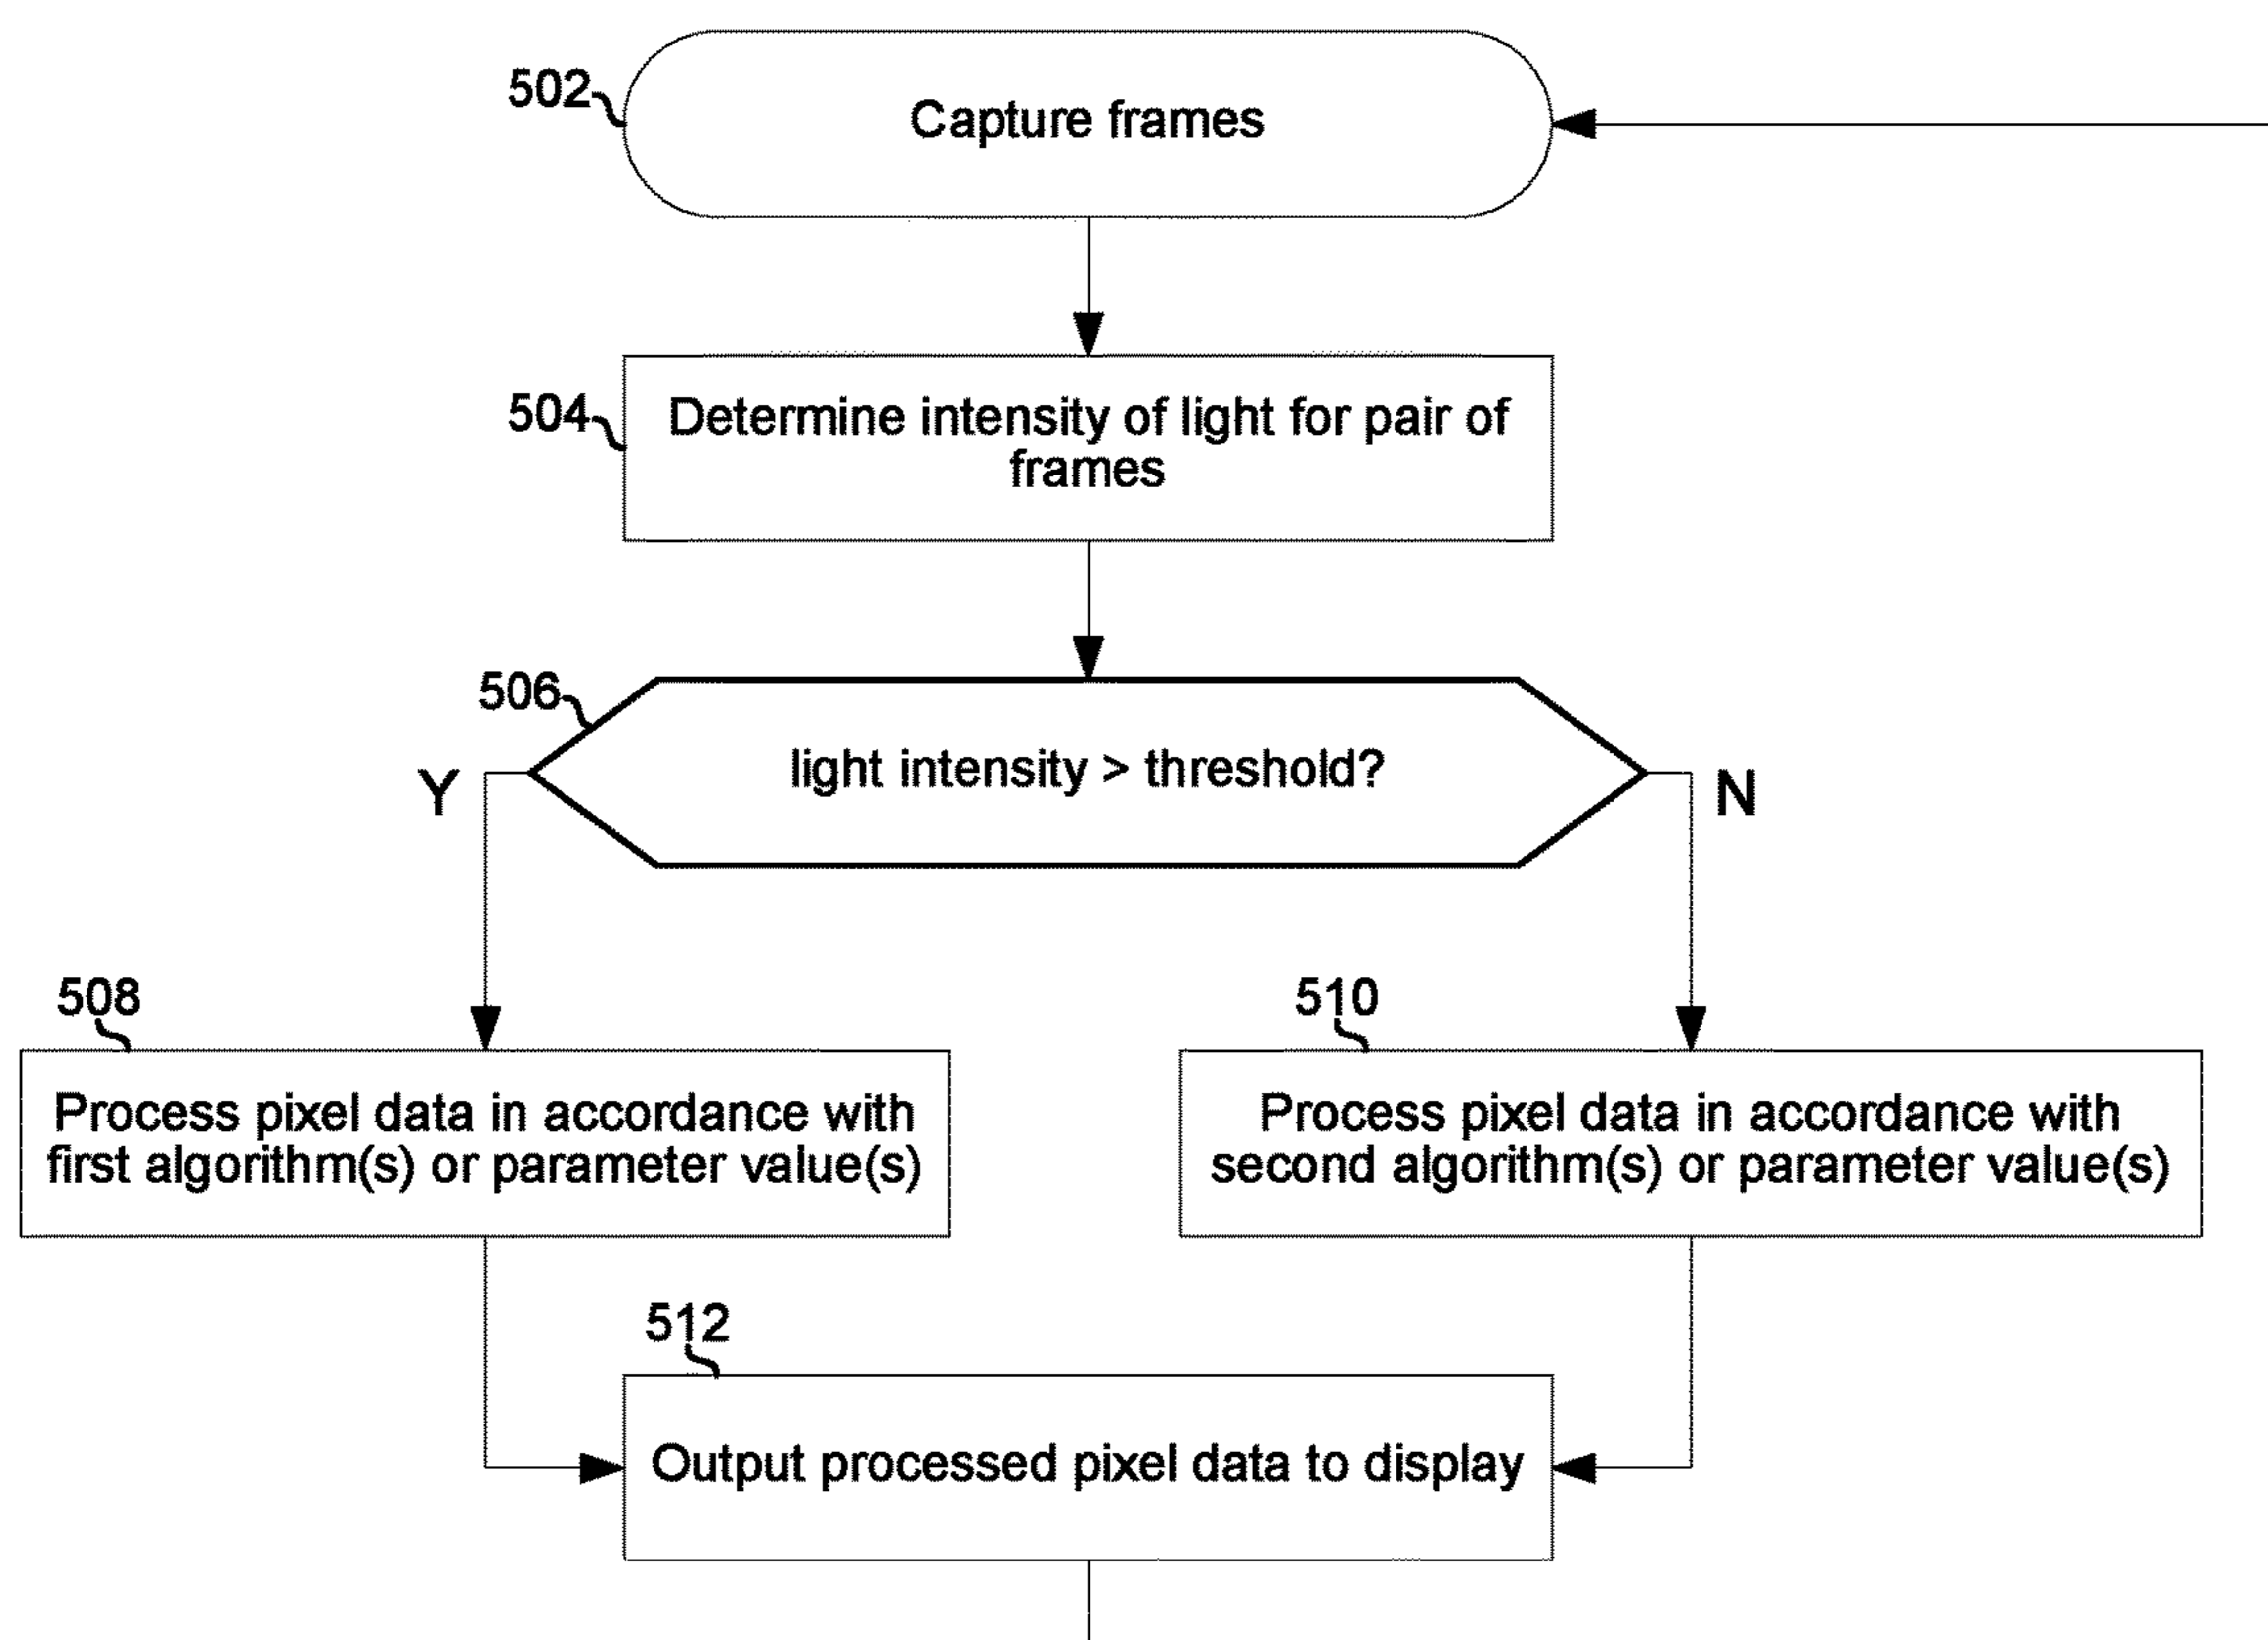 502
Capture frames
504
Determine intensity of light for pair of
frames
506
light intensity > threshold?
Y
N
508
510
Process pixel data in accordance with
first algorithm(s) or parameter value(s)
Process pixel data in accordance with
second algorithm(s) or parameter value(s)
512
Output processed pixel data to display